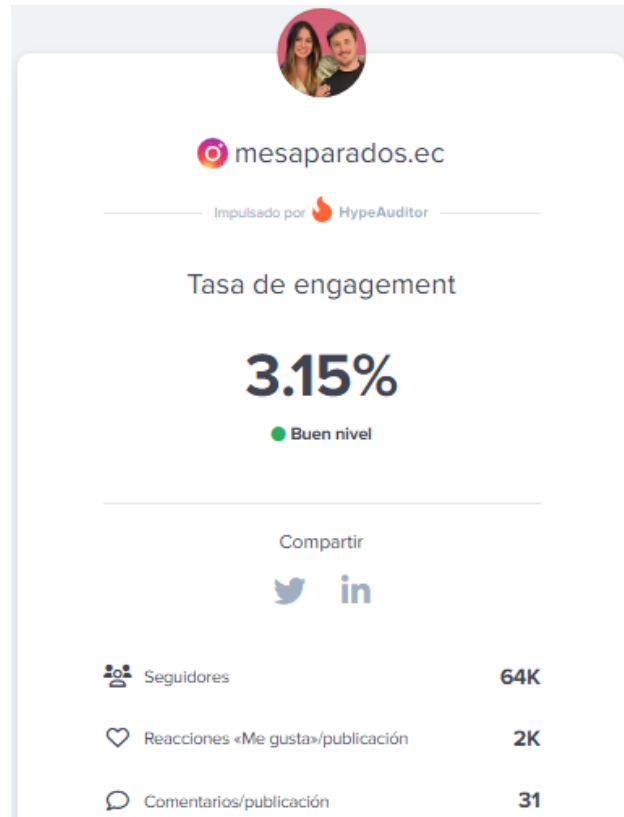 mesaparados.ec
Impulsado por HypeAuditor
Tasa de engagement
3.15%
Buen nivel
Compartir
in
Seguidores 64K
Reacciones «Me gusta»/publicación 2K
Comentarios/publicación 31